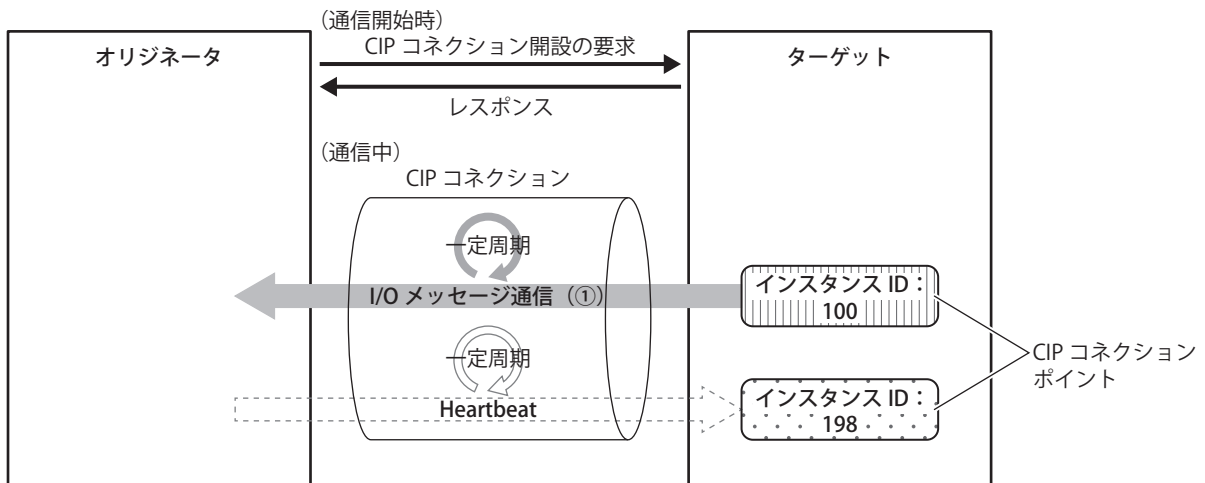 （通信開始時）
オリジネータ
CIP コネクション開設の要求
ターゲット
レスポンス
（通信中）
CIP コネクション
一定周期
I/O メッセージ通信（①）
インスタンス ID：
100
一定周期
CIP コネクション
ポイント
Heartbeat
インスタンス ID：
198